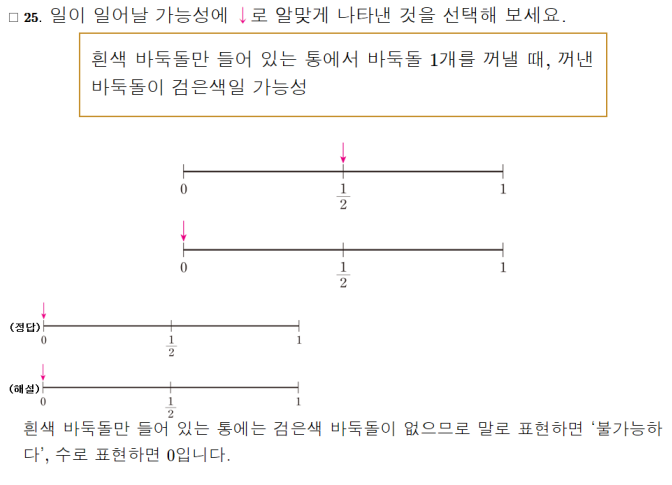 □ 25. 일이 일어날 가능성에 ↓로 알맞게 나타낸 것을 선택해 보세요.
흰색 바둑돌만 들어 있는 통에서 바둑돌 1개를 꺼낼 때, 꺼낸
바둑돌이 검은색일 가능성
0 1/2 1
0 1/2 1
(정답)
0 1/2 1
(해설)
0 1/2 1
흰색 바둑돌만 들어 있는 통에는 검은색 바둑돌이 없으므로 말로 표현하면 ‘불가능하
다’, 수로 표현하면 0입니다.